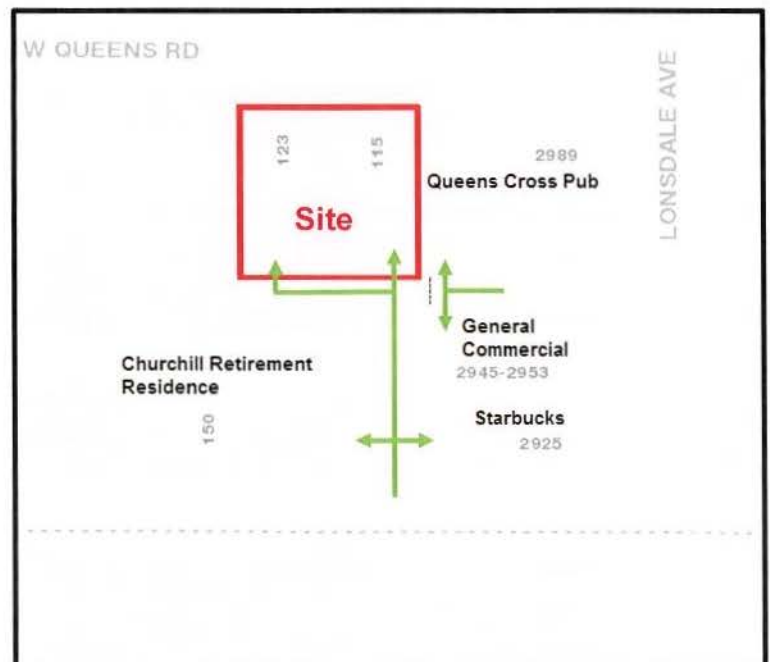 W QUEENS RD
LONSDALE AVE
123
115
2989
Queens Cross Pub
Site
General
Commercial
2945-2953
Churchill Retirement
Residence
150
Starbucks
2925